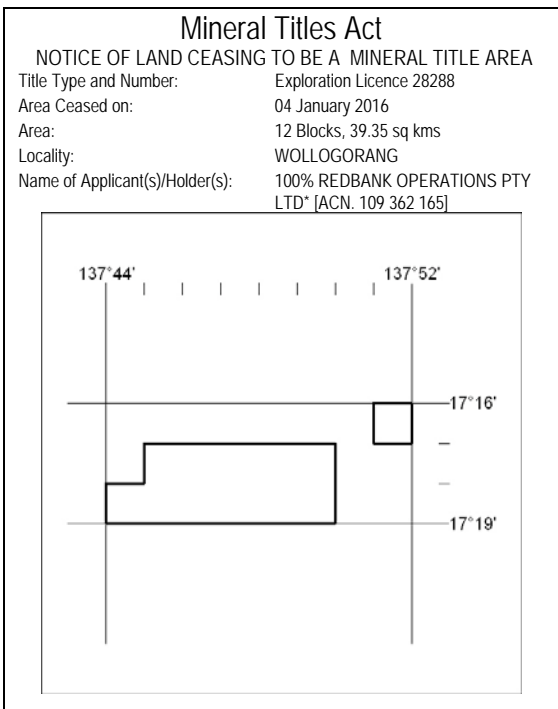 Mineral Titles Act
NOTICE OF LAND CEASING TO BE A MINERAL TITLE AREA
Title Type and Number: Exploration Licence 28288
Area Ceased on: 04 January 2016
Area: 12 Blocks, 39.35 sq kms
Locality: WOLLOGORANG
Name of Applicant(s)/Holder(s): 100% REDBANK OPERATIONS PTY
LTD* [ACN. 109 362 165]
137°44' 137°52'
17°16'
17°19'